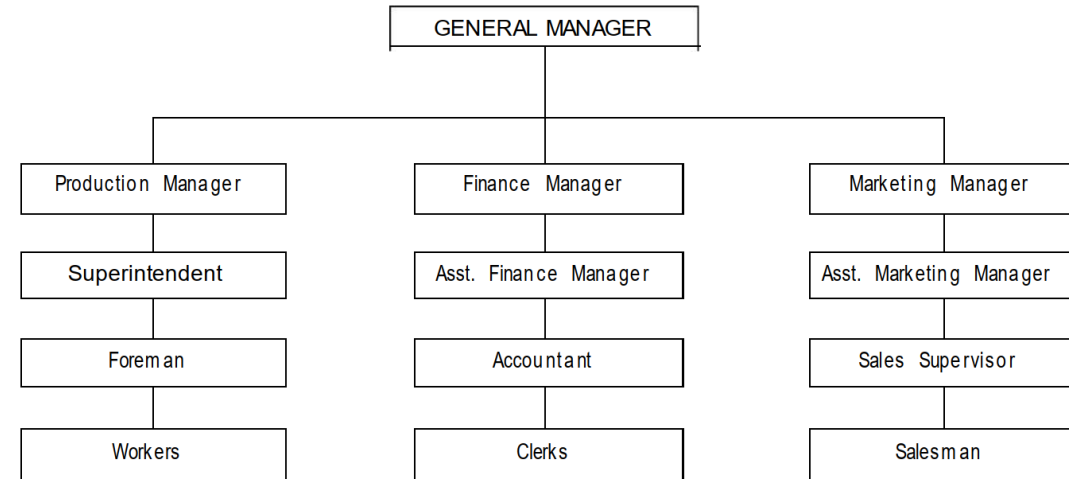 GENERAL MANAGER
Production Manager
Finance Manager
Marketing Manager
Superintendent
Asst. Finance Manager
Asst. Marketing Manager
Foreman
Accountant
Sales Supervisor
Workers
Clerks
Salesman